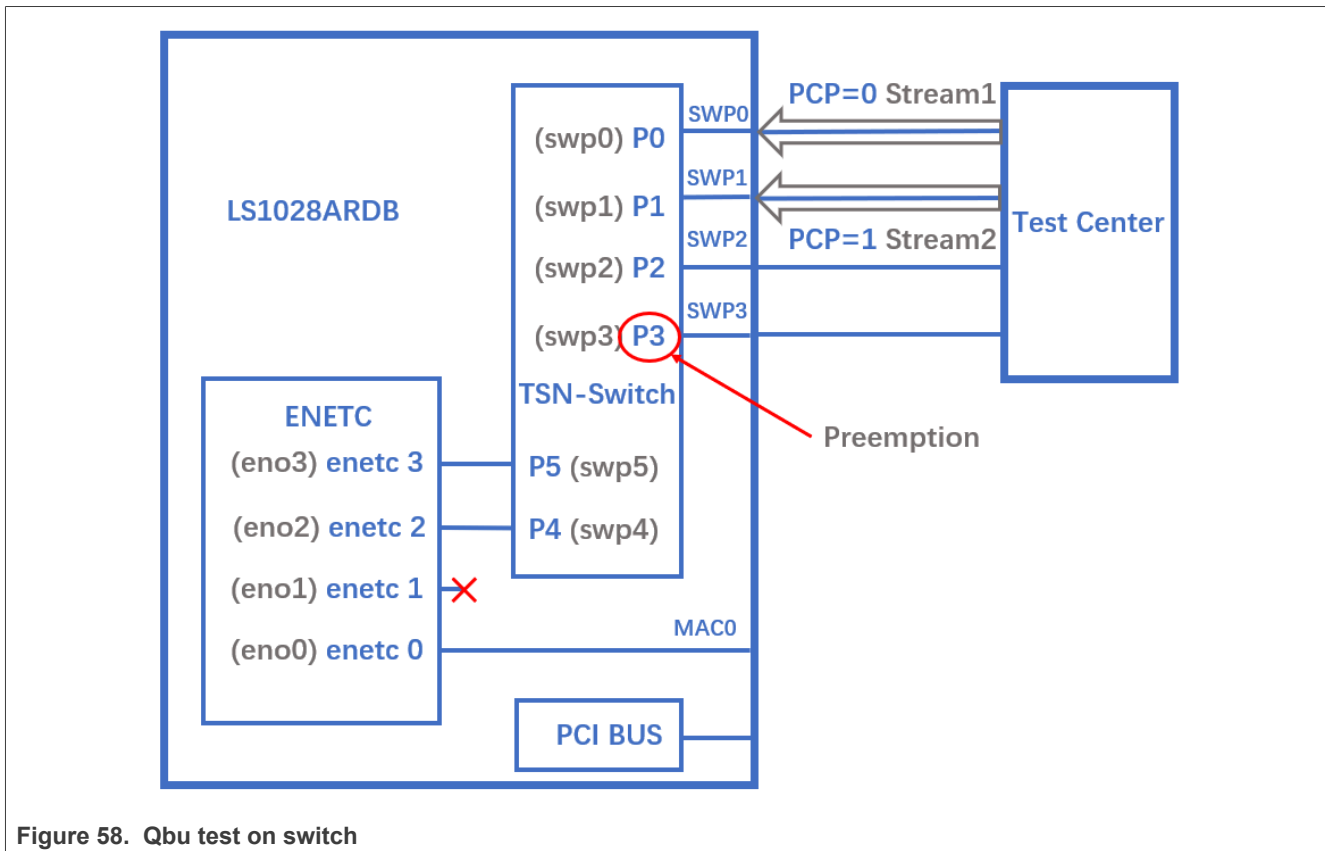 PCP=0 Stream1
SWP0
(swp0) P0
SWP1
(swp1) P1
LS1028ARDB
Test Center
PCP=1 Stream2
SWP2
(swp2) P2
SWP3
(swp3) P3
TSN-Switch
ENETC
Preemption
(eno3) enetc 3
P5 (swp5)
(eno2) enetc 2
P4 (swp4)
(eno1) enetc 1
MAC0
(eno0) enetc 0
PCI BUS
Figure 58. Qbu test on switch